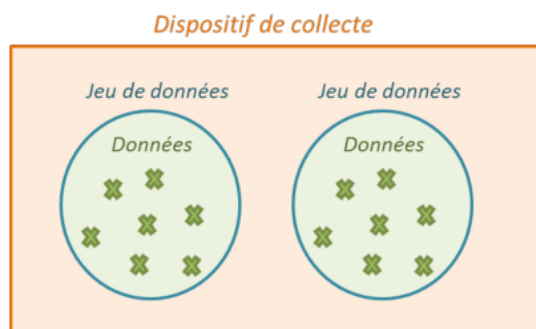 Dispositif de collecte
Jeu de données
Jeu de données
Données
Données